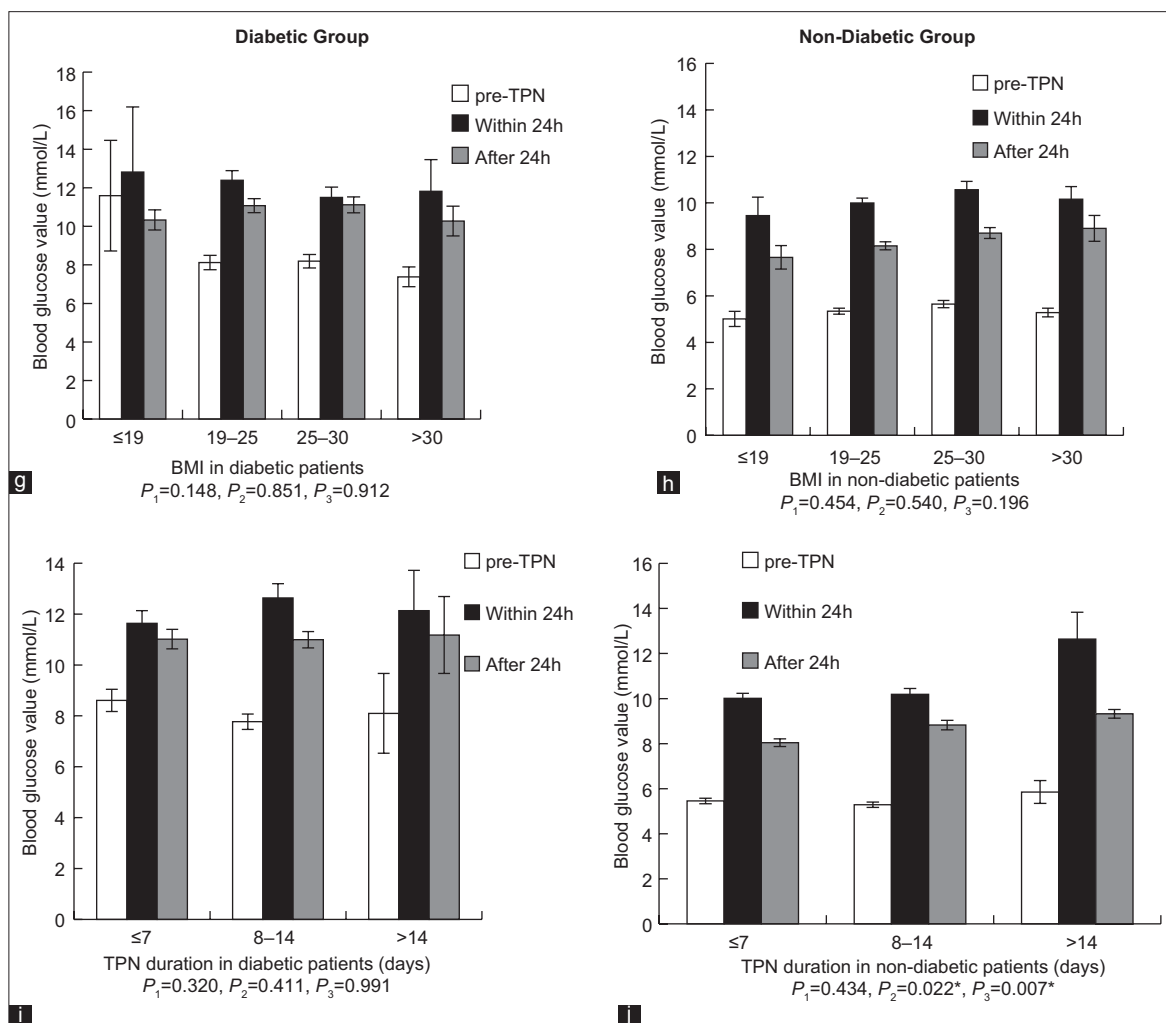 Diabetic Group
Non-Diabetic Group
Blood glucose value (mmol/L)
18
16
14
12
10
8
6
4
2
0
pre-TPN
Within 24h
After 24h
≤19
19–25
25–30
>30
BMI in diabetic patients
P1=0.148, P2=0.851, P3=0.912
g
Blood glucose value (mmol/L)
16
14
12
10
8
6
4
2
0
pre-TPN
Within 24h
After 24h
≤19
19–25
25–30
>30
BMI in non-diabetic patients
P1=0.454, P2=0.540, P3=0.196
h
Blood glucose value (mmol/L)
14
12
10
8
6
4
2
0
pre-TPN
Within 24h
After 24h
≤7
8–14
>14
TPN duration in diabetic patients (days)
P1=0.320, P2=0.411, P3=0.991
i
Blood glucose value (mmol/L)
16
14
12
10
8
6
4
2
0
pre-TPN
Within 24h
After 24h
≤7
8–14
>14
TPN duration in non-diabetic patients (days)
P1=0.434, P2=0.022*, P3=0.007*
j